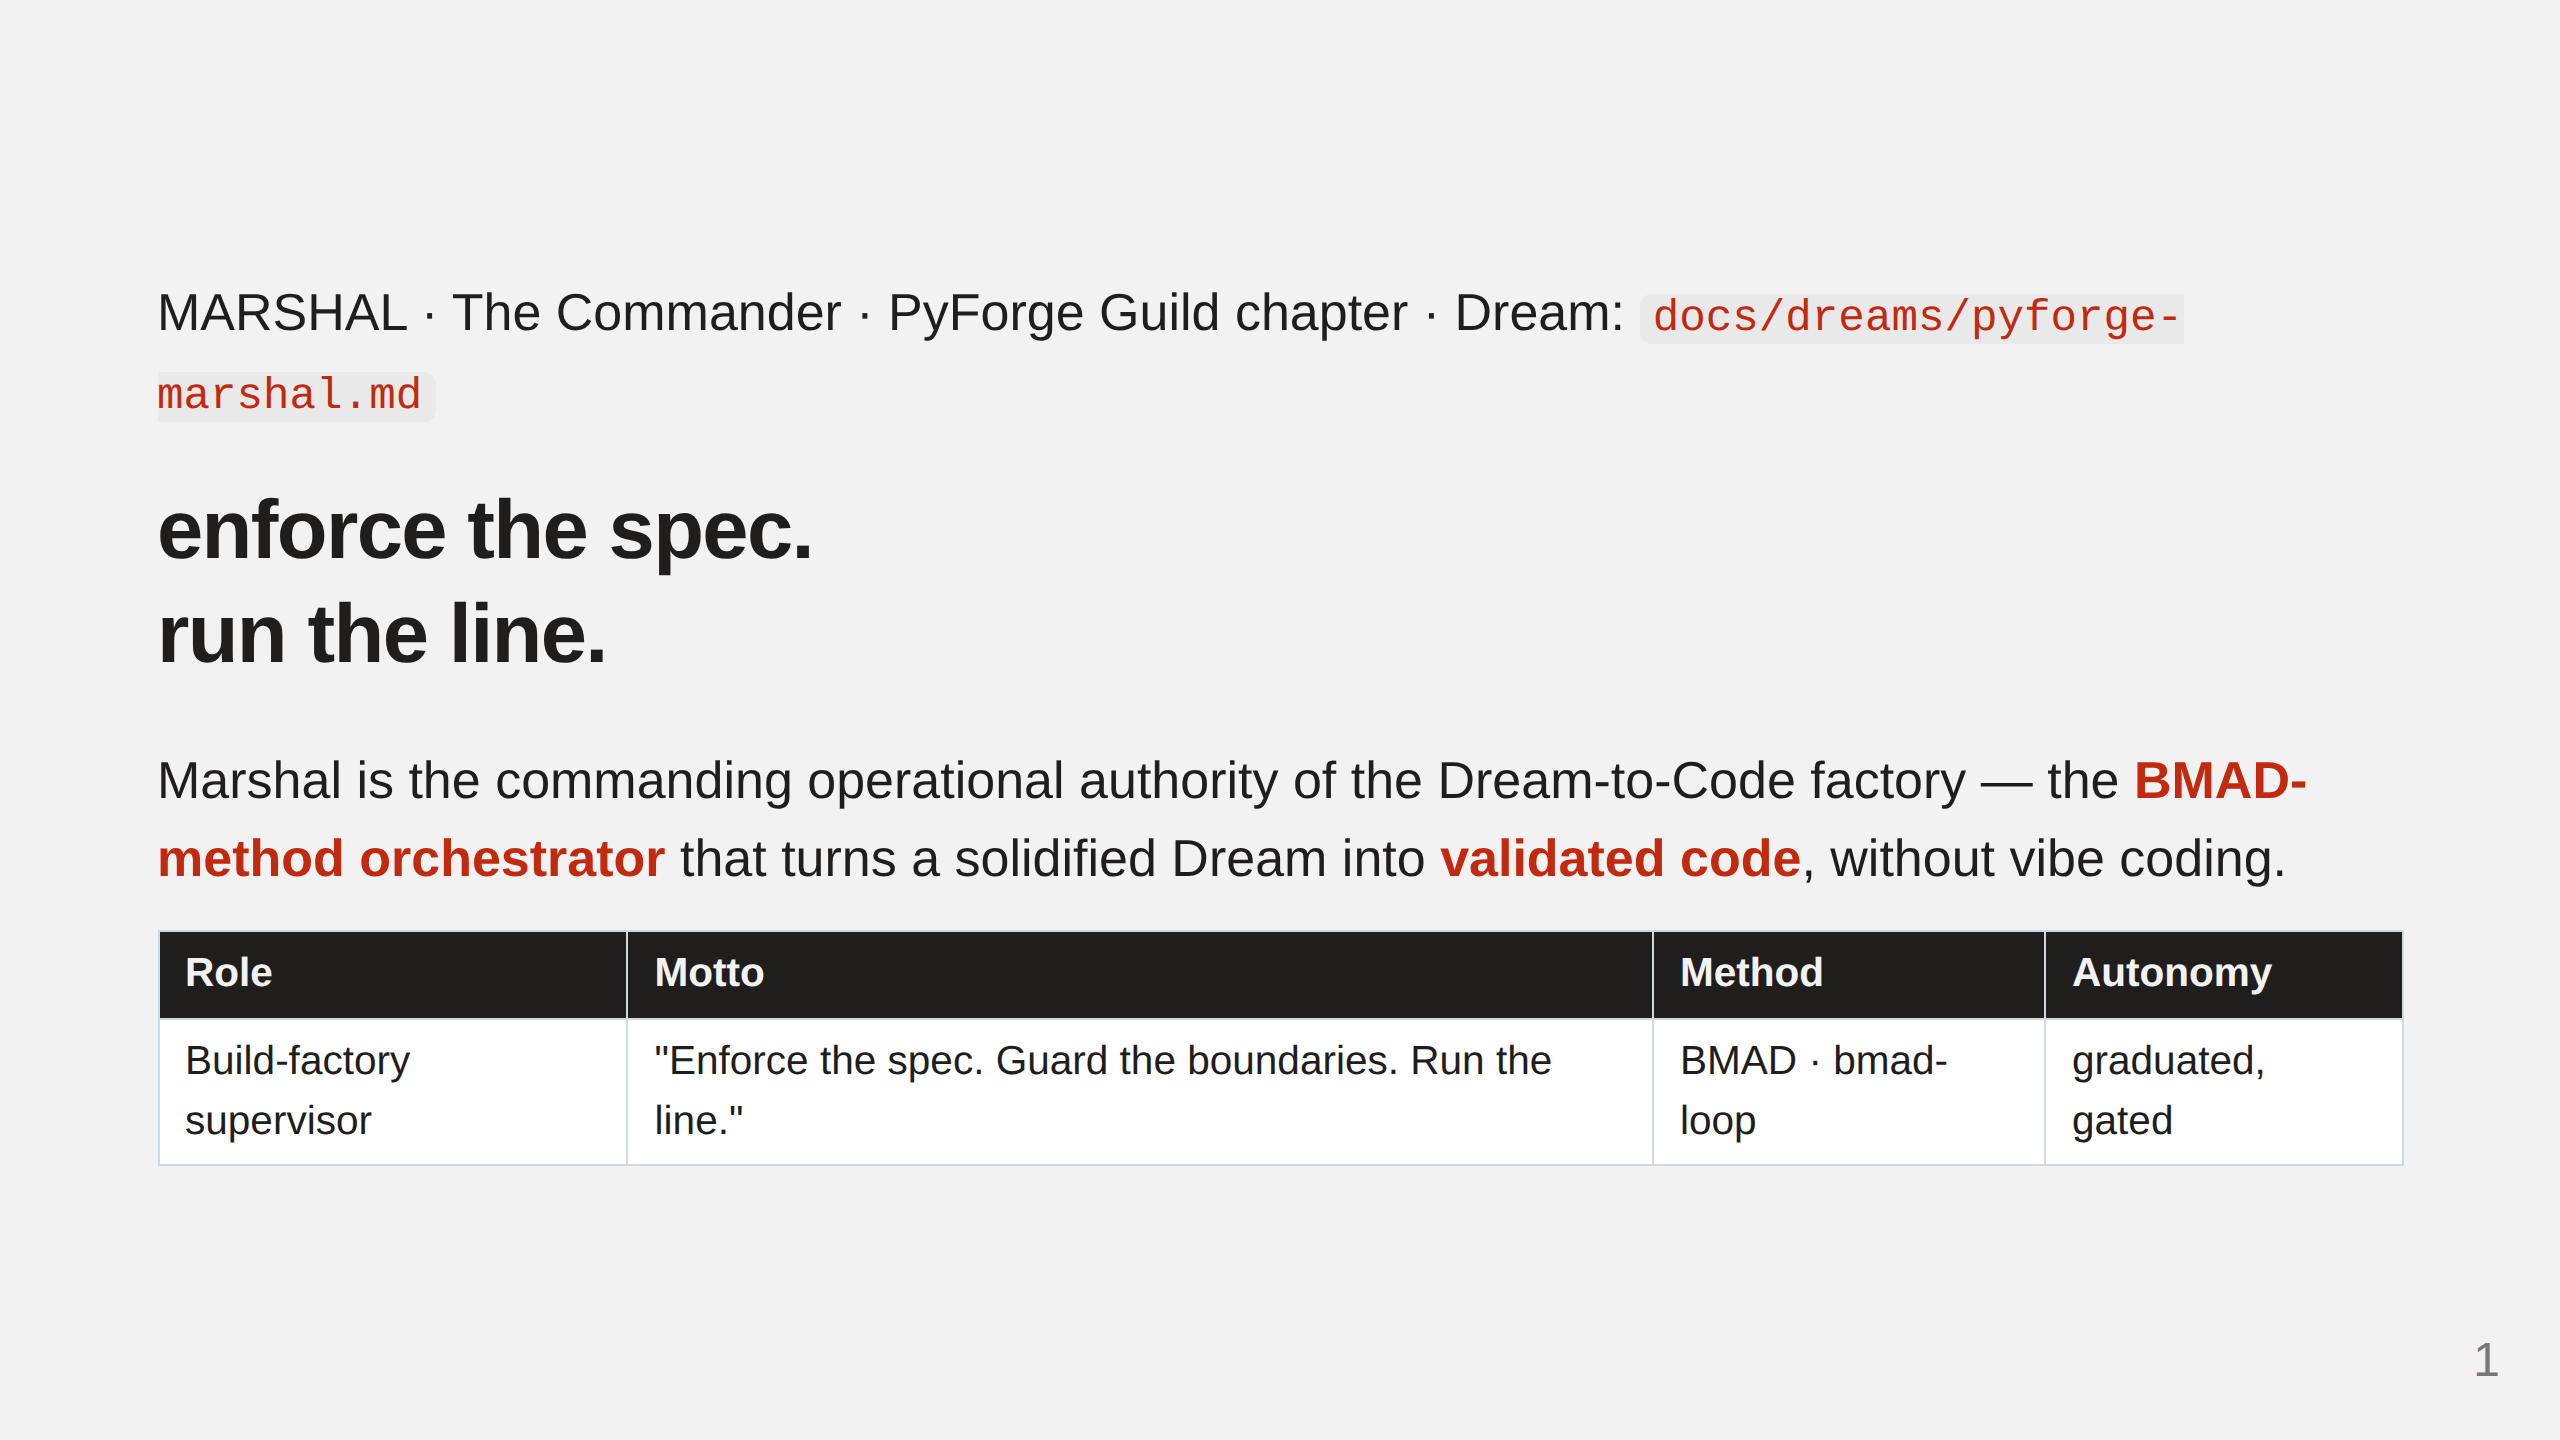 MARSHAL · The Commander · PyForge Guild chapter · Dream: docs/dreams/pyforge-
marshal.md
enforce the spec.
run the line.
Marshal is the commanding operational authority of the Dream-to-Code factory — the BMAD-
method orchestrator that turns a solidified Dream into validated code, without vibe coding.
Role Motto Method Autonomy
Build-factory "Enforce the spec. Guard the boundaries. Run the BMAD · bmad- graduated,
supervisor line." loop gated
1